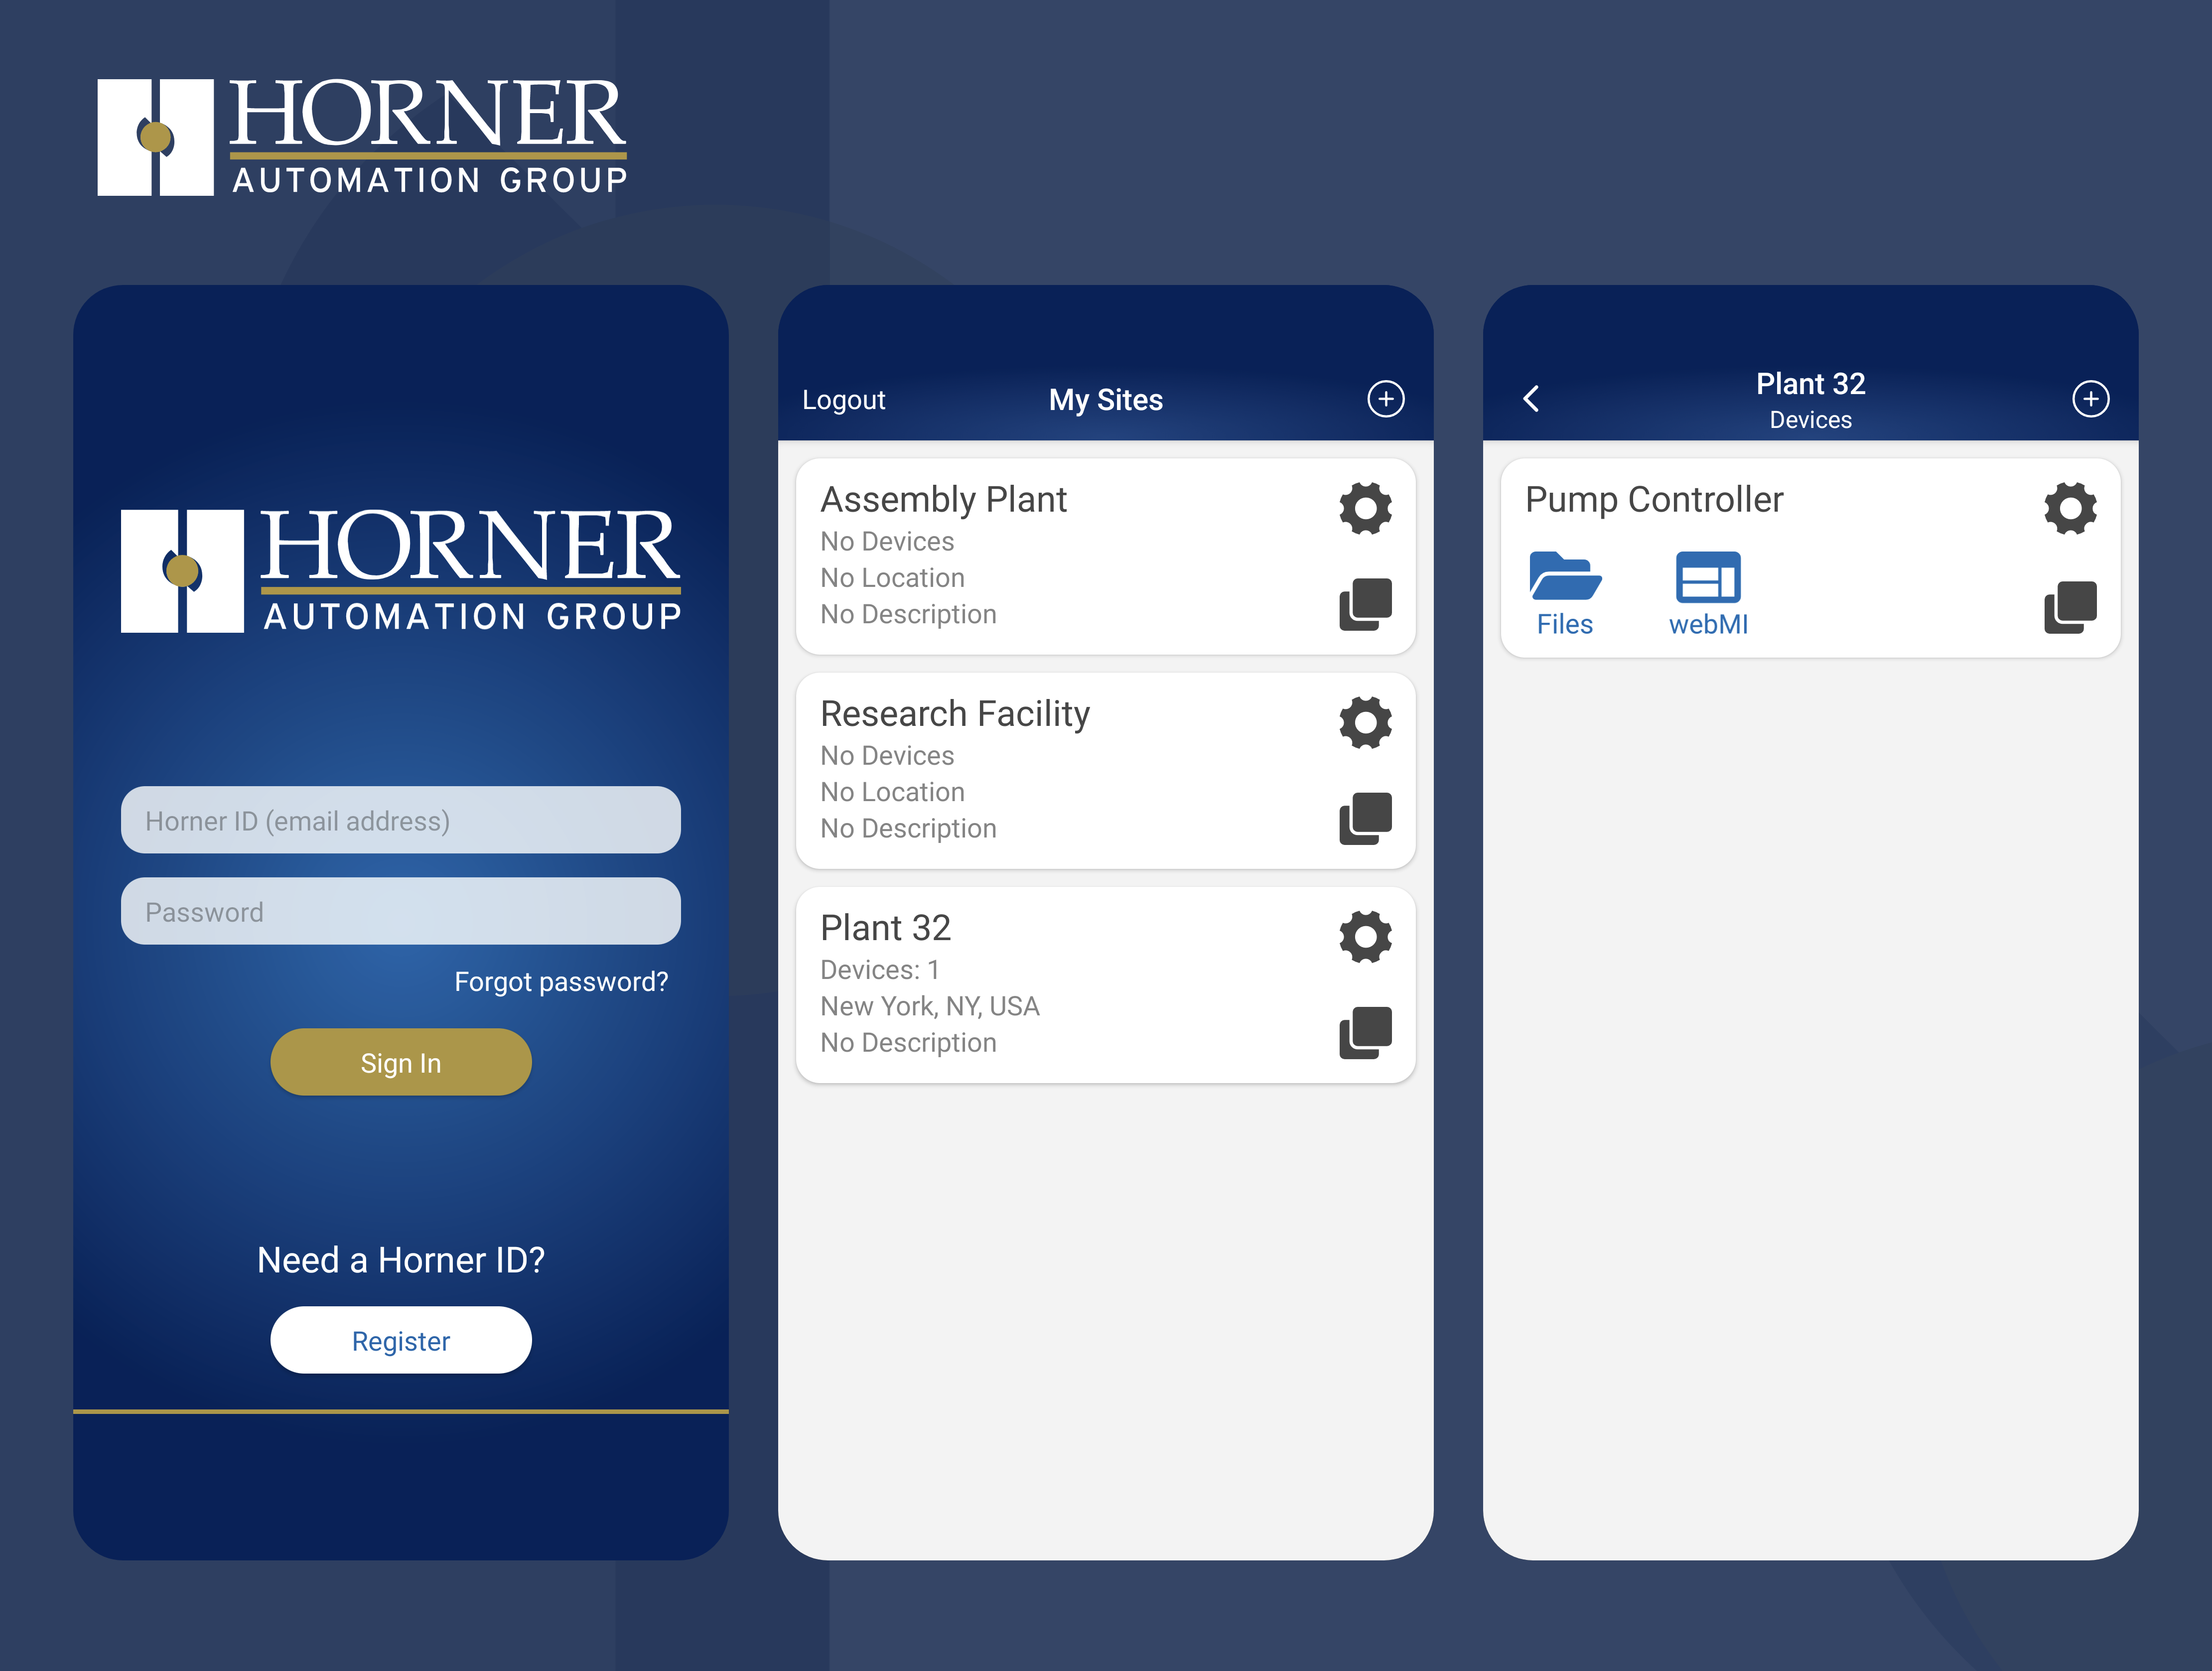 HORNER
AUTOMATION GROUP
HORNER
AUTOMATION GROUP
Horner ID (email address)
Password
Forgot password?
Sign In
Need a Horner ID?
Register
Logout
My Sites
Assembly Plant
No Devices
No Location
No Description
Research Facility
No Devices
No Location
No Description
Plant 32
Devices: 1
New York, NY, USA
No Description
Plant 32
Devices
Pump Controller
Files
webMI